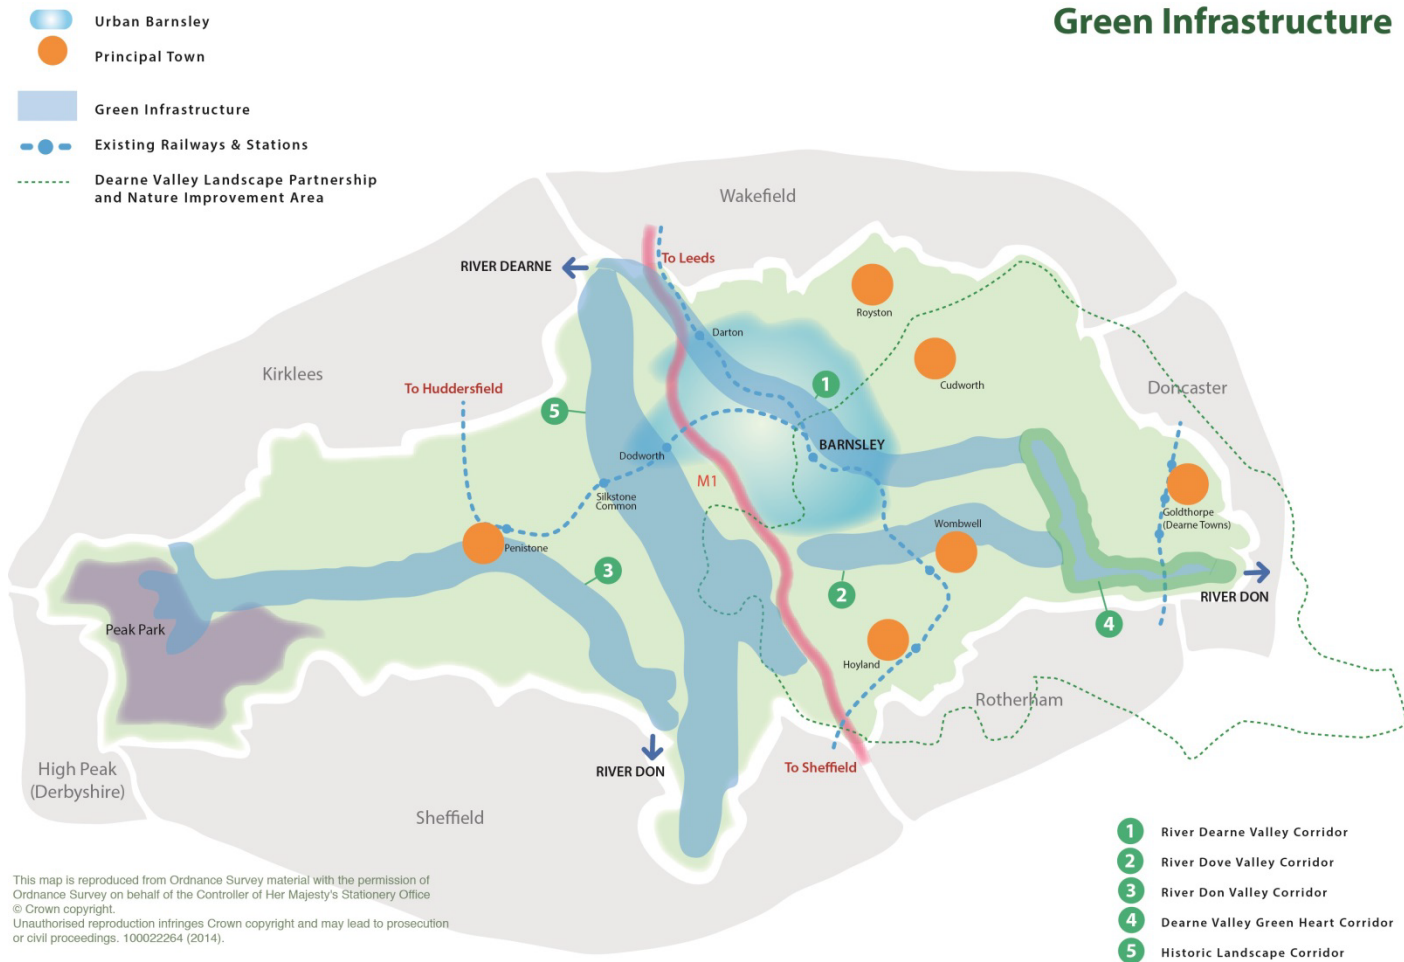 Green Infrastructure
Urban Barnsley
Principal Town
Green Infrastructure
Existing Railways & Stations
Dearne Valley Landscape Partnership
and Nature Improvement Area
Wakefield
RIVER DEARNE
To Leeds
Royston
Darton
Kirklees
To Huddersfield
Cudworth
Doncaster
1
5
BARNSLEY
Dodworth
M1
Silkstone
Common
Goldthorpe
(Dearne Towns)
Wombwell
Penistone
3
2
RIVER DON
4
Peak Park
Hoyland
Rotherham
High Peak
(Derbyshire)
RIVER DON
To Sheffield
Sheffield
1 River Dearne Valley Corridor
2 River Dove Valley Corridor
3 River Don Valley Corridor
4 Dearne Valley Green Heart Corridor
5 Historic Landscape Corridor
This map is reproduced from Ordnance Survey material with the permission of
Ordnance Survey on behalf of the Controller of Her Majesty's Stationery Office
© Crown copyright.
Unauthorised reproduction infringes Crown copyright and may lead to prosecution
or civil proceedings. 100022264 (2014).